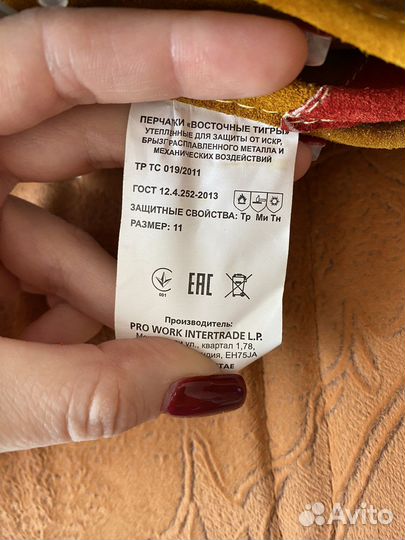 ПЕРЧАТКИ «ВОСТОЧНЫЕ ТИГРЫ»
УТЕПЛЕННЫЕ ДЛЯ ЗАЩИТЫ ОТ ИСКР,
БРЫЗГ РАСПЛАВЛЕННОГО МЕТАЛЛА И
МЕХАНИЧЕСКИХ ВОЗДЕЙСТВИЙ
ТР ТС 019/2011
ГОСТ 12.4.252-2013
ЗАЩИТНЫЕ СВОЙСТВА: Тр Ми Тн
РАЗМЕР: 11
001
ЕАС
Производитель:
PRO WORK INTERTRADE L.P.
ул., квартал 1,78,
EH75JA
Avito